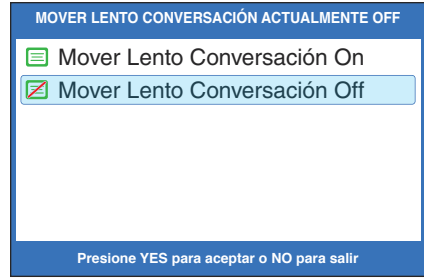 MOVER LENTO CONVERSACIÓN ACTUALMENTE OFF
Mover Lento Conversación On
Mover Lento Conversación Off
Presione YES para aceptar o NO para salir